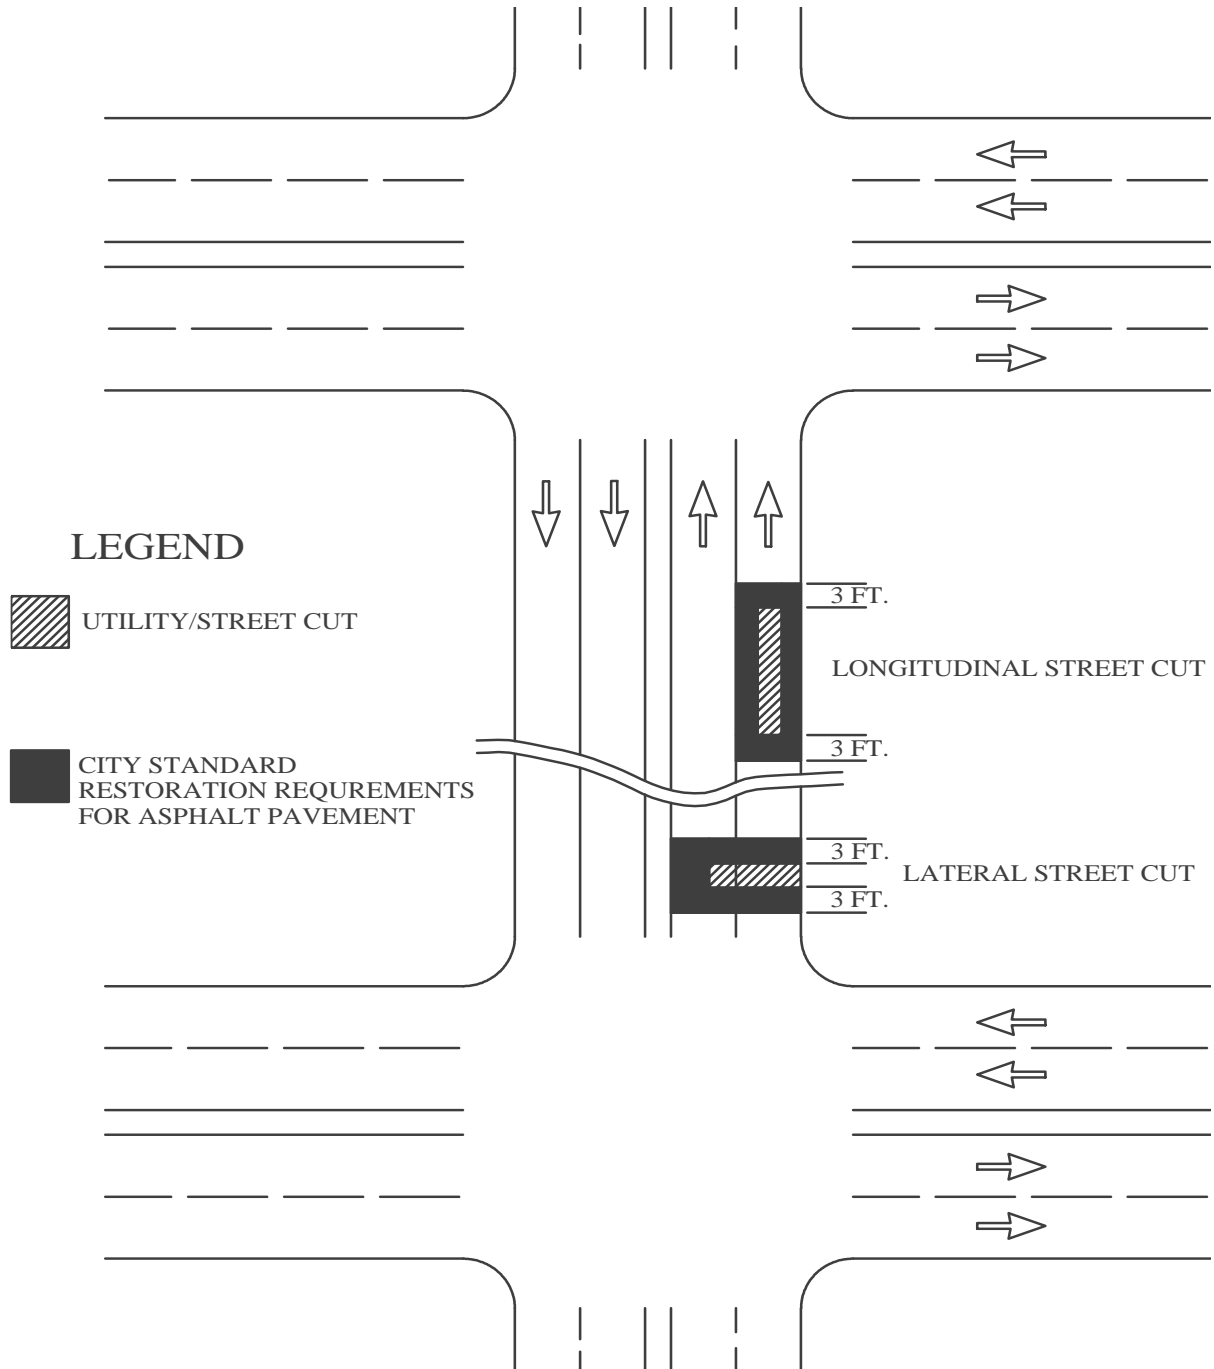 LEGEND
UTILITY/STREET CUT
CITY STANDARD
RESTORATION REQUREMENTS
FOR ASPHALT PAVEMENT
3 FT.
LONGITUDINAL STREET CUT
3 FT.
3 FT.
LATERAL STREET CUT
3 FT.